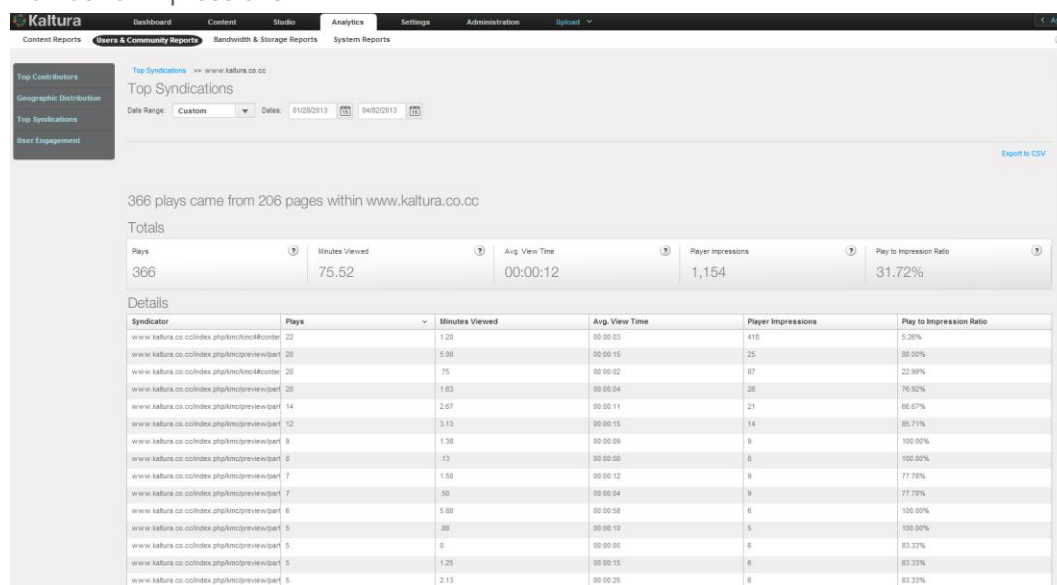 Kaltura Dashboard Content Studio Analytics Settings Administration Upload
Content Reports Users & Community Reports Bandwidth & Storage Reports System Reports
Top Contributors
Geographic Distribution
Top Syndications
User Engagement
Top Syndications >> www.kaltura.co.cc
Top Syndications
Date Range: Custom Dates: 01/28/2013 04/02/2013
Export to CSV
366 plays came from 206 pages within www.kaltura.co.cc
Totals
Plays ? Minutes Viewed ? Avg. View Time ? Player Impressions ? Play to Impression Ratio ?
366 75.52 00:00:12 1,154 31.72%
Details
Syndicator Plays Minutes Viewed Avg. View Time Player Impressions Play to Impression Ratio
www.kaltura.co.cc/index.php/kmc/kmc4#conter 22 1.20 00:00:03 418 5.26%
www.kaltura.co.cc/index.php/kmc/preview/part 20 5.00 00:00:15 25 80.00%
www.kaltura.co.cc/index.php/kmc/kmc4#conter 20 .75 00:00:02 87 22.99%
www.kaltura.co.cc/index.php/kmc/preview/part 20 1.63 00:00:04 26 76.92%
www.kaltura.co.cc/index.php/kmc/preview/part 14 2.67 00:00:11 21 66.67%
www.kaltura.co.cc/index.php/kmc/preview/part 12 3.13 00:00:15 14 85.71%
www.kaltura.co.cc/index.php/kmc/preview/part 9 1.38 00:00:09 9 100.00%
www.kaltura.co.cc/index.php/kmc/preview/part 8 .13 00:00:00 8 100.00%
www.kaltura.co.cc/index.php/kmc/preview/part 7 1.50 00:00:12 9 77.78%
www.kaltura.co.cc/index.php/kmc/preview/part 7 .50 00:00:04 9 77.78%
www.kaltura.co.cc/index.php/kmc/preview/part 6 5.80 00:00:58 6 100.00%
www.kaltura.co.cc/index.php/kmc/preview/part 5 .88 00:00:10 5 100.00%
www.kaltura.co.cc/index.php/kmc/preview/part 5 0 00:00:00 6 83.33%
www.kaltura.co.cc/index.php/kmc/preview/part 5 1.25 00:00:15 6 83.33%
www.kaltura.co.cc/index.php/kmc/preview/part 5 2.13 00:00:25 6 83.33%